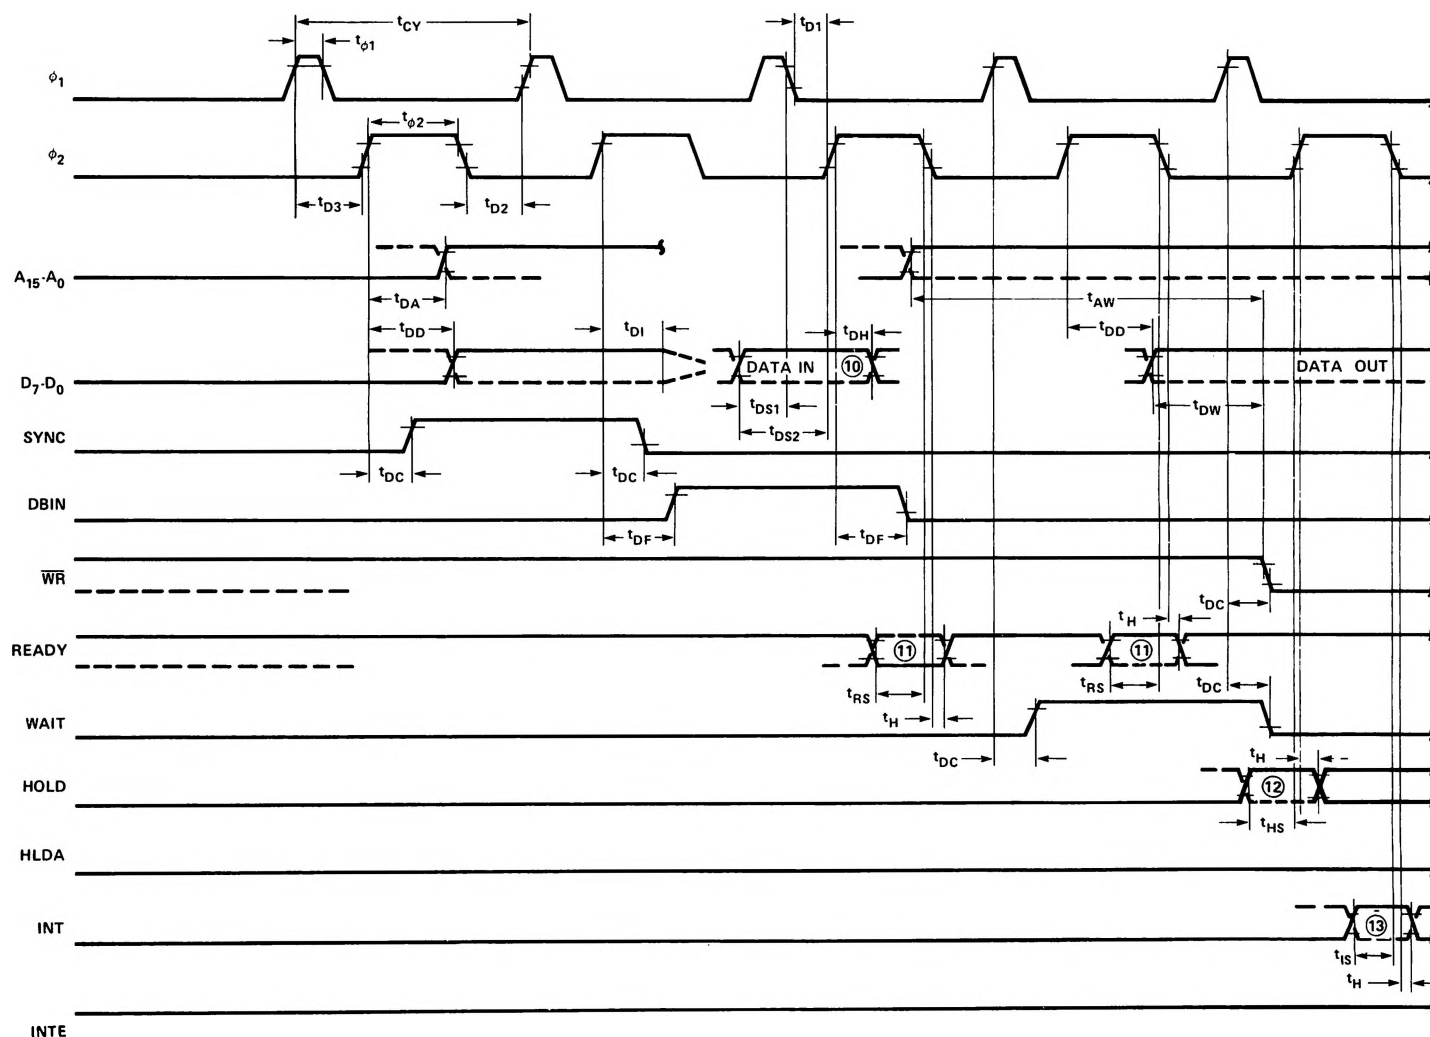 tCY
tD1
tϕ1
ϕ1
tϕ2
ϕ2
tD3
tD2
A15-A0
tDA
tAW
tDD
tDI
tDH
tDD
D7-D0
DATA IN
⑩
DATA OUT
tDS1
tDW
tDS2
SYNC
tDC
tDC
DBIN
tDF
tDF
W̅R̅
tDC
tH
READY
⑪
⑪
tRS
tRS
tDC
WAIT
tH
tDC
tH
HOLD
⑫
tHS
HLDA
INT
⑬
tIS
tH
INTE